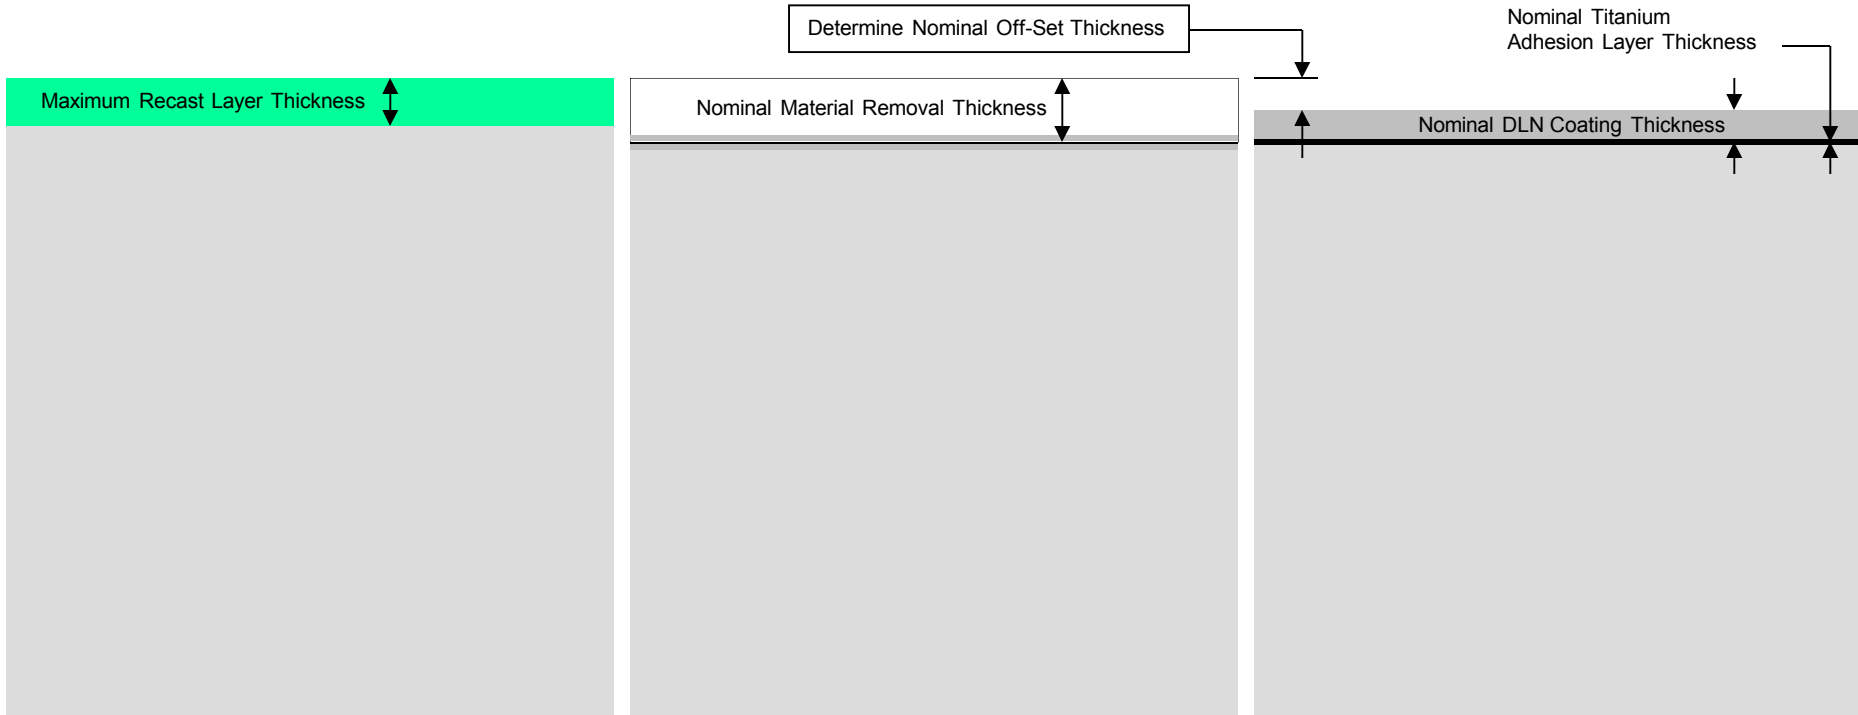 Determine Nominal Off-Set Thickness
Nominal Titanium
Adhesion Layer Thickness
Maximum Recast Layer Thickness
Nominal Material Removal Thickness
Nominal DLN Coating Thickness